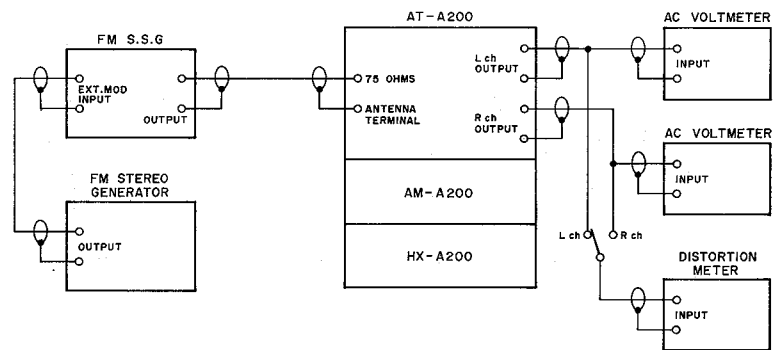 FM S.S.G
EXT.MOD
INPUT
OUTPUT
FM STEREO
GENERATOR
OUTPUT
AT-A200
75 OHMS
ANTENNA
TERMINAL
L ch
OUTPUT
R ch
OUTPUT
AM-A200
HX-A200
AC VOLTMETER
INPUT
AC VOLTMETER
INPUT
L ch
R ch
DISTORTION
METER
INPUT